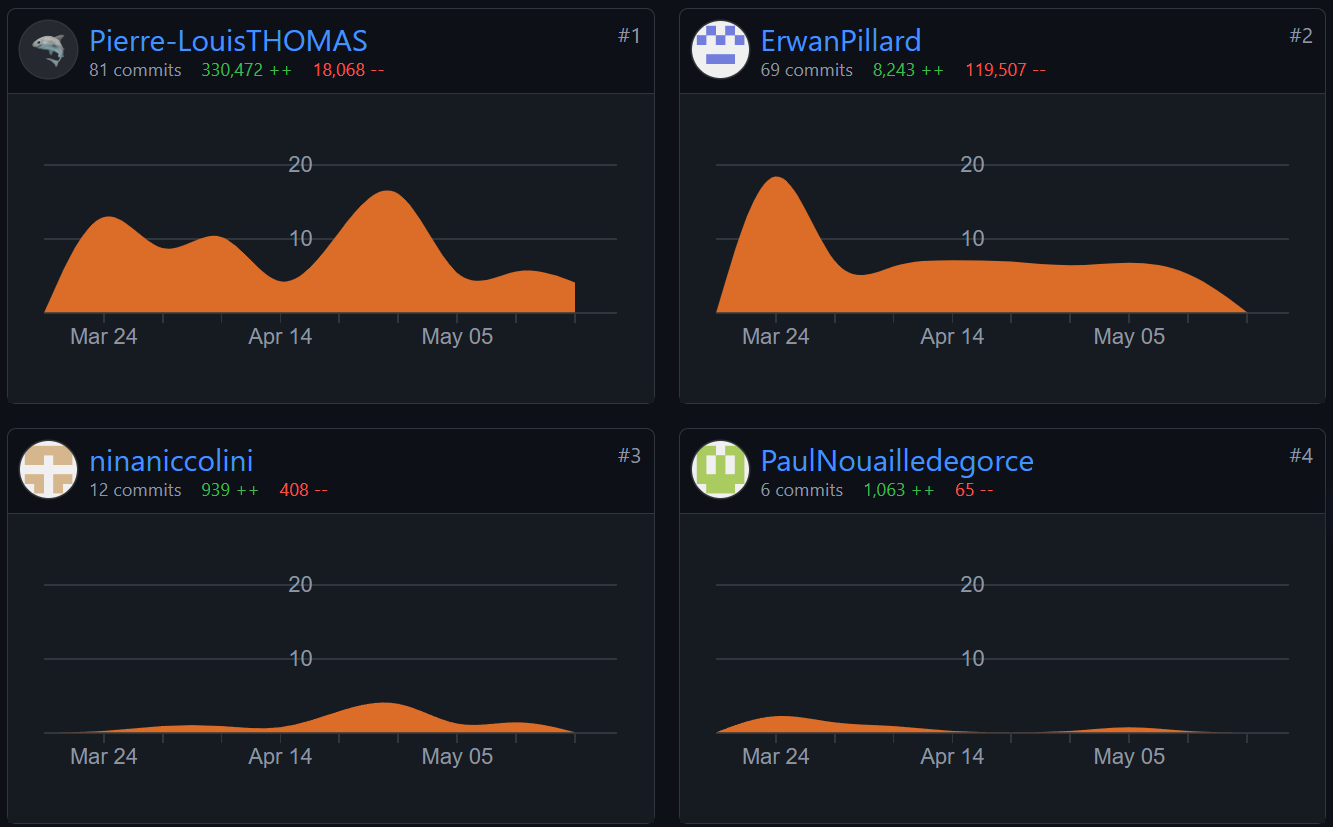 Pierre-LouisTHOMAS #1
81 commits 330,472 ++ 18,068 --
20
10
Mar 24 Apr 14 May 05
ErwanPillard #2
69 commits 8,243 ++ 119,507 --
20
10
Mar 24 Apr 14 May 05
ninaniccolini #3
12 commits 939 ++ 408 --
20
10
Mar 24 Apr 14 May 05
PaulNouailledegorce #4
6 commits 1,063 ++ 65 --
20
10
Mar 24 Apr 14 May 05